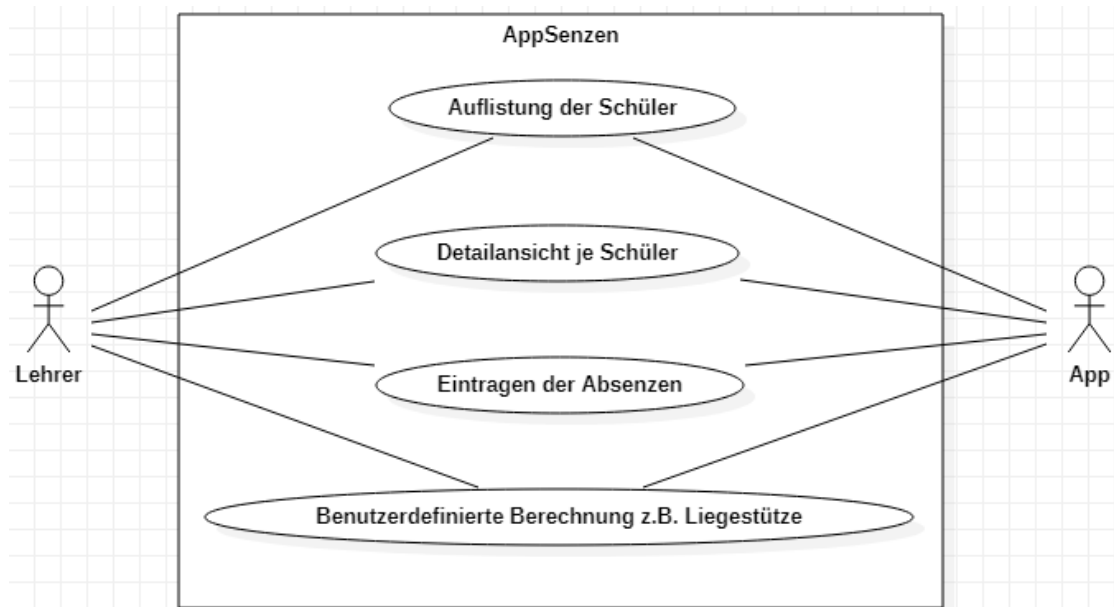 AppSenzen
Auflistung der Schüler
Detailansicht je Schüler
Lehrer
App
Eintragen der Absenzen
Benutzerdefinierte Berechnung z.B. Liegestütze